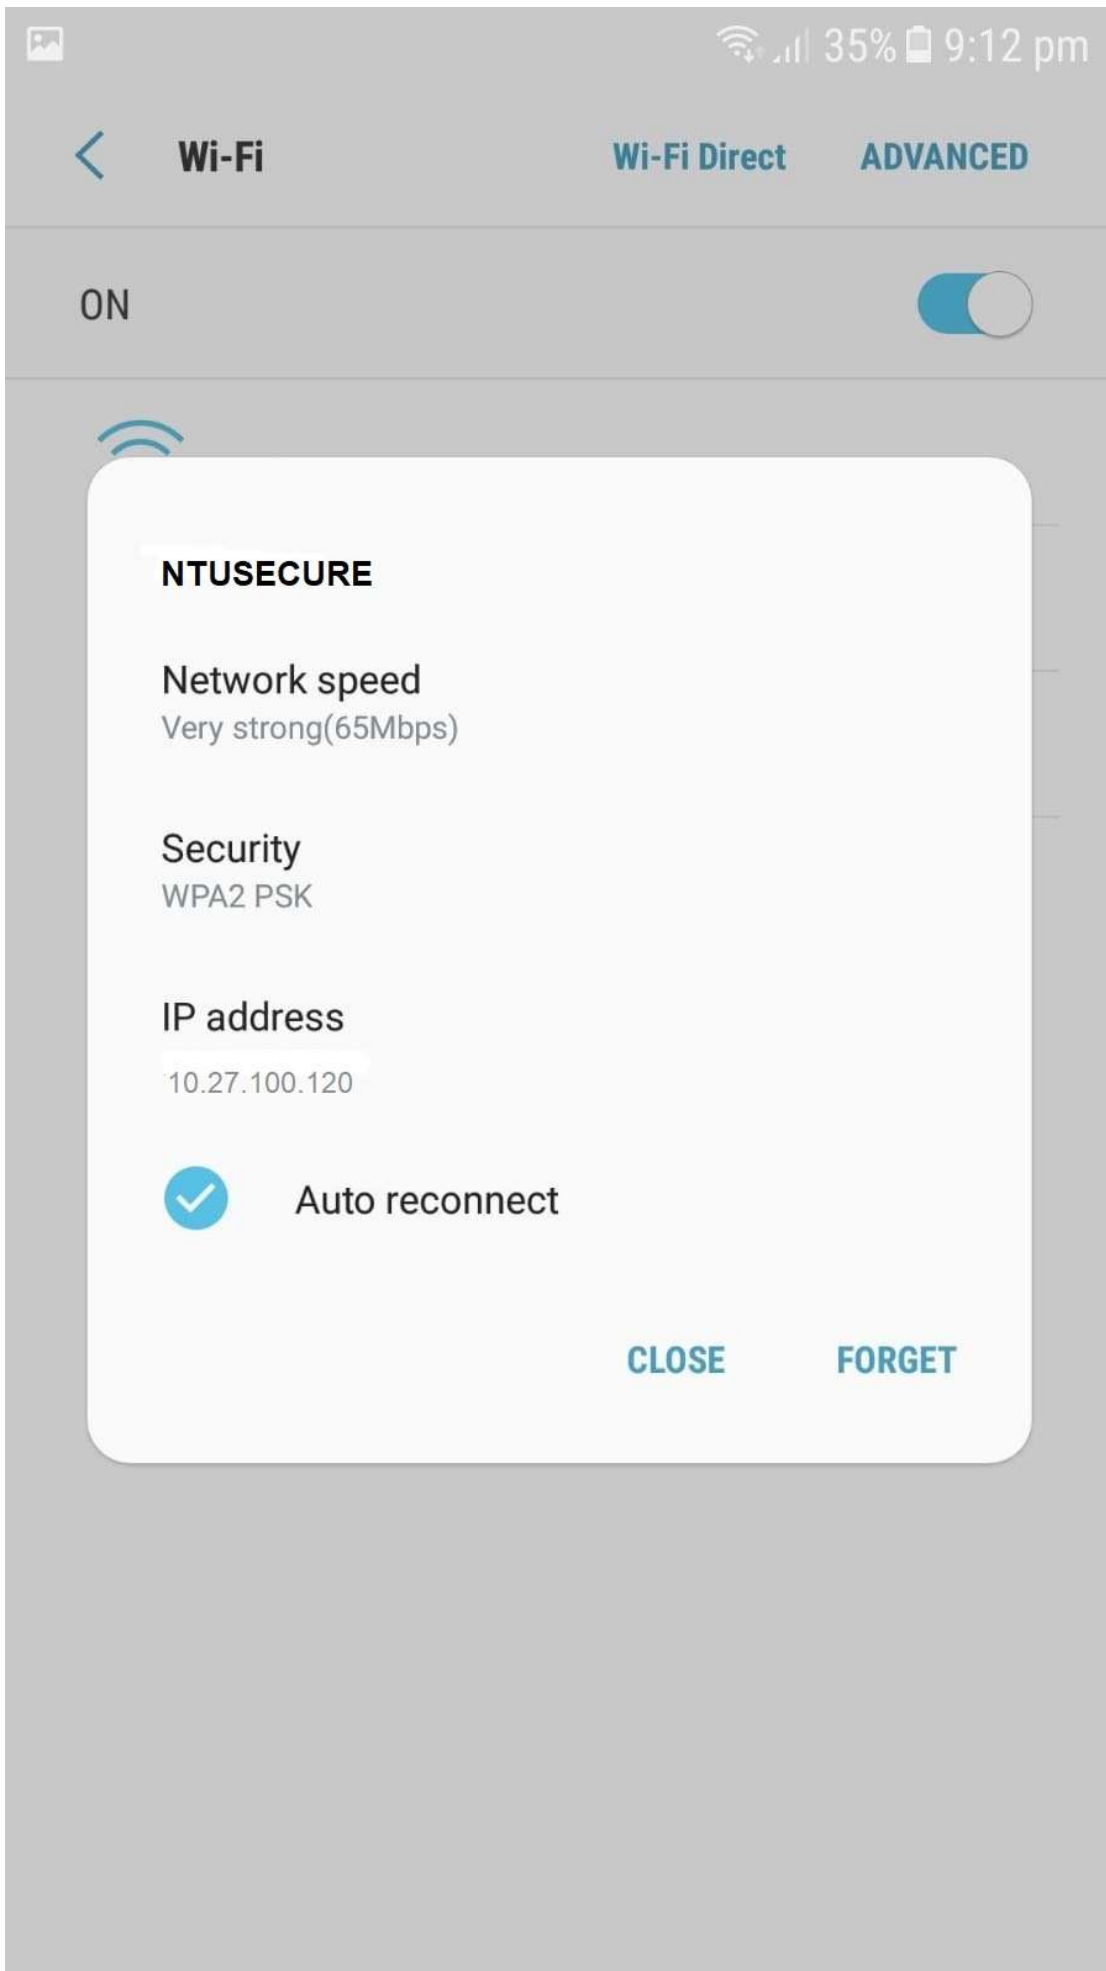 35% 9:12 pm
Wi-Fi Wi-Fi Direct ADVANCED
ON
NTUSECURE
Network speed
Very strong(65Mbps)
Security
WPA2 PSK
IP address
10.27.100.120
Auto reconnect
CLOSE FORGET